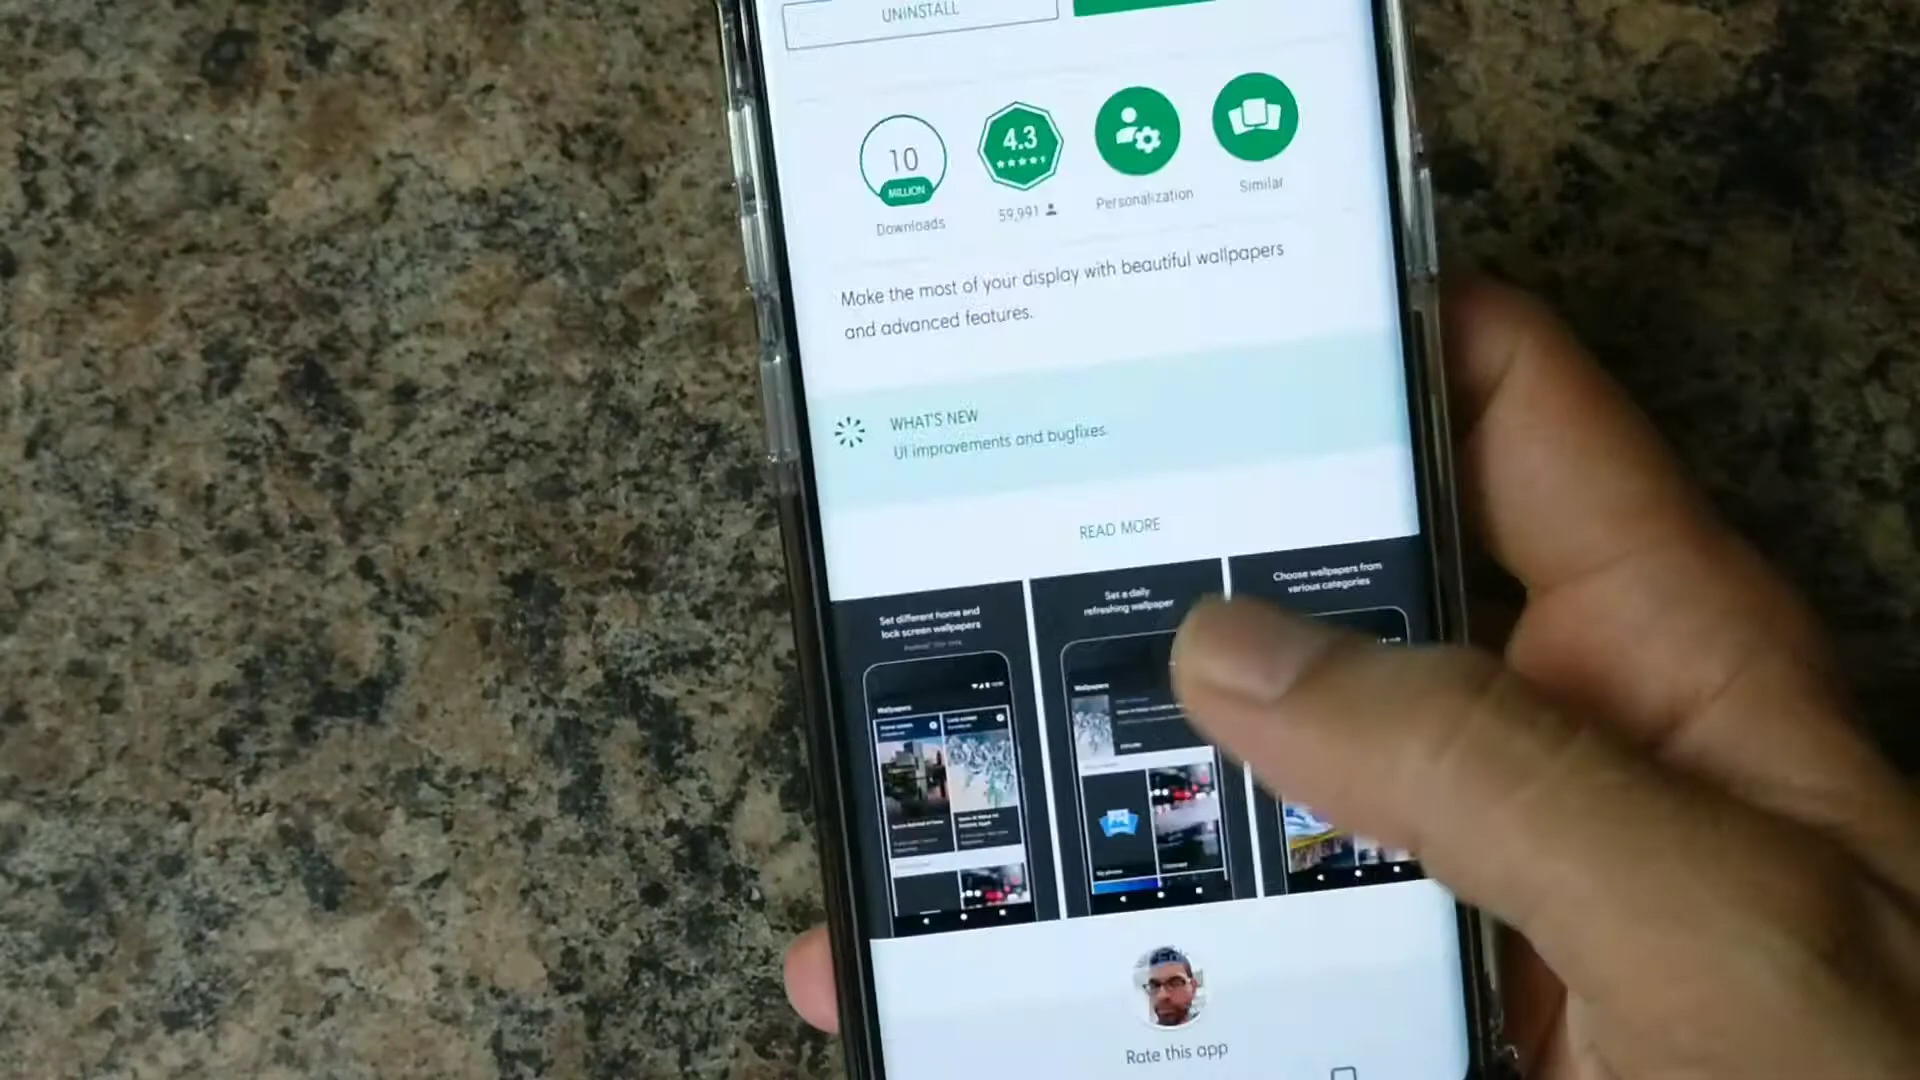 UNINSTALL
10
MILLION
Downloads
4.3
59,991
Personalization
Similar
Make the most of your display with beautiful wallpapers
and advanced features.
WHAT'S NEW
UI improvements and bugfixes.
READ MORE
Set different home and
lock screen wallpapers
Wallpapers
Set a daily
refreshing wallpaper
Wallpapers
Choose wallpapers from
various categories
Rate this app